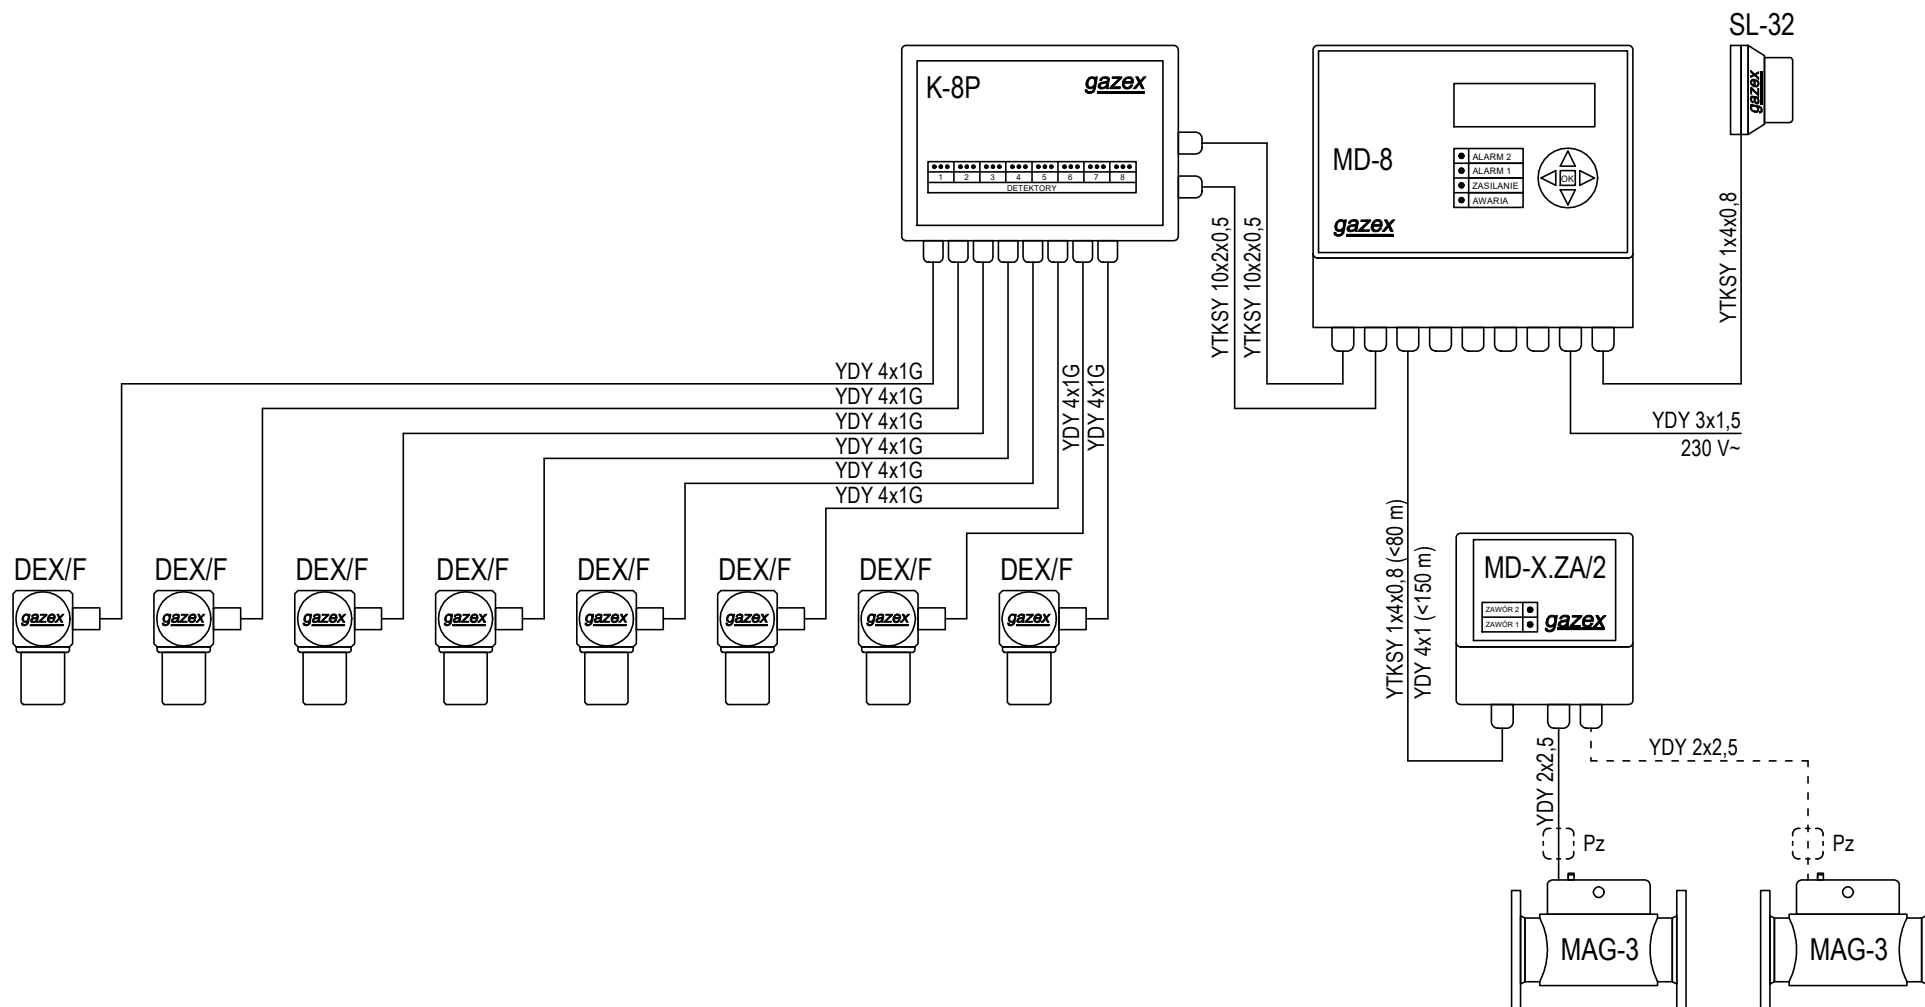 SL-32
gazex
K-8P
gazex
1 2 3 4 5 6 7 8
DETEKTORY
MD-8
ALARM 2
ALARM 1
ZASILANIE
AWARIA
OK
gazex
YTKSY 10x2x0,5
YTKSY 10x2x0,5
YTKSY 1x4x0,8
YDY 4x1G
YDY 4x1G
YDY 4x1G
YDY 4x1G
YDY 4x1G
YDY 4x1G
YDY 4x1G
YDY 4x1G
YDY 3x1,5
230 V~
YTKSY 1x4x0,8 (<80 m)
YDY 4x1 (<150 m)
DEX/F
DEX/F
DEX/F
DEX/F
DEX/F
DEX/F
DEX/F
DEX/F
gazex
gazex
gazex
gazex
gazex
gazex
gazex
gazex
MD-X.ZA/2
ZAWÓR 2
ZAWÓR 1
gazex
YDY 2x2,5
YDY 2x2,5
Pz
Pz
MAG-3
MAG-3